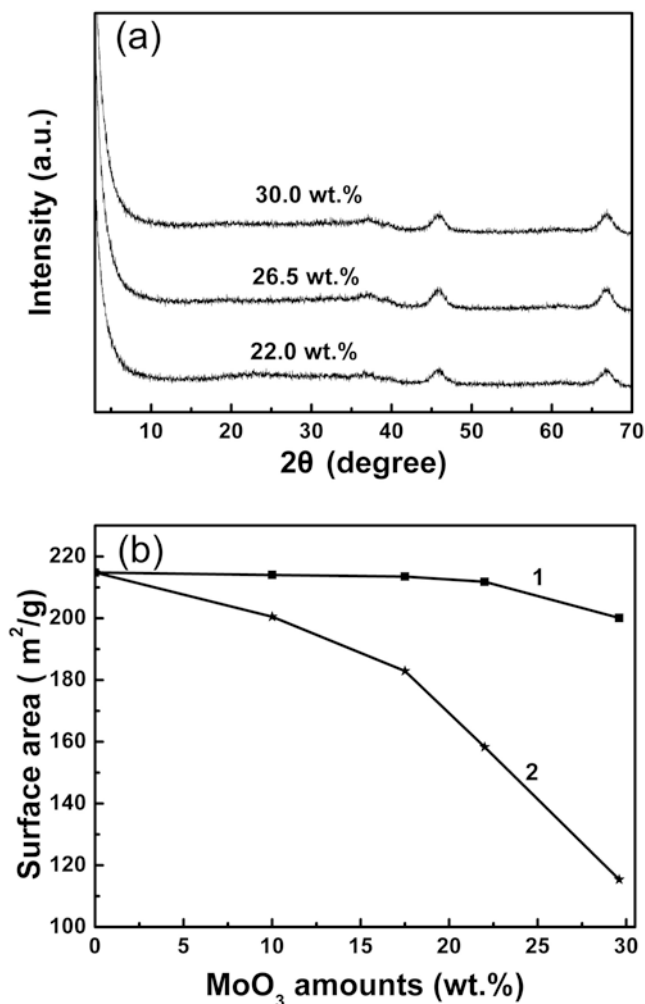 (a)
Intensity (a.u.)
30.0 wt.%
26.5 wt.%
22.0 wt.%
10 20 30 40 50 60 70
2θ (degree)
(b)
Surface area ( m²/g)
220
200
180
160
140
120
100
1
2
0 5 10 15 20 25 30
MoO₃ amounts (wt.%)